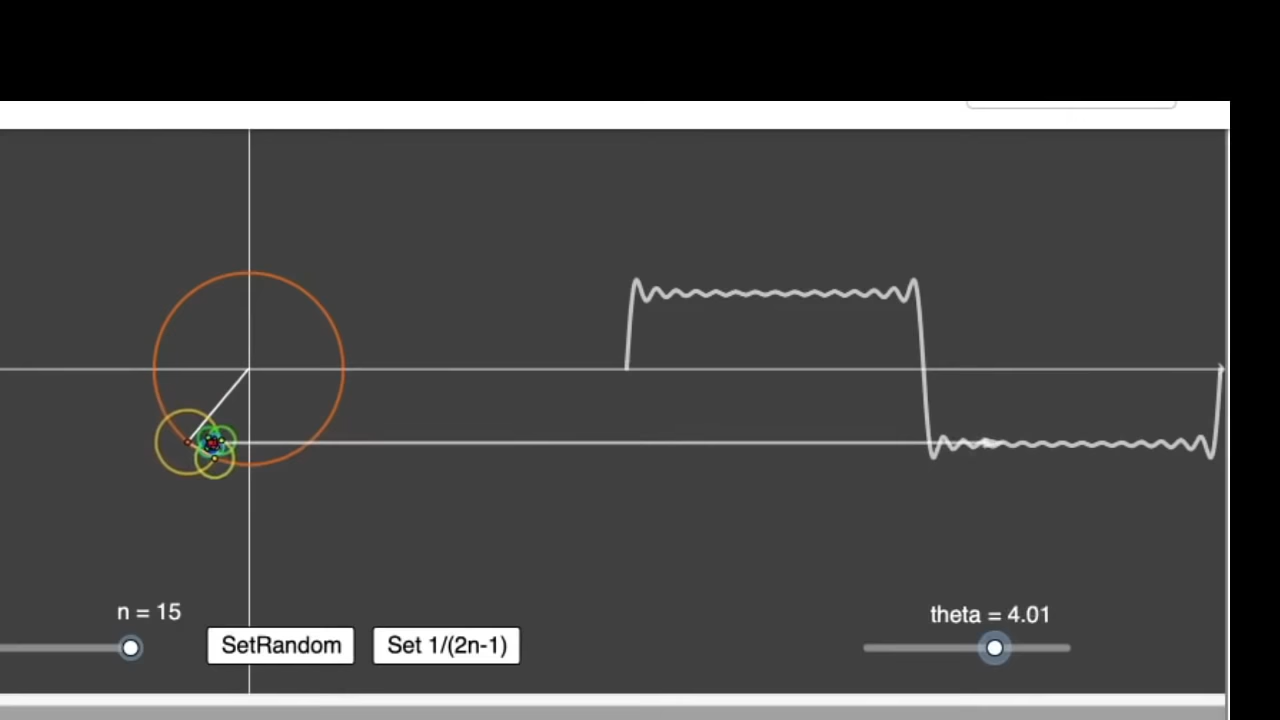 n = 15
SetRandom
Set 1/(2n-1)
theta = 4.01